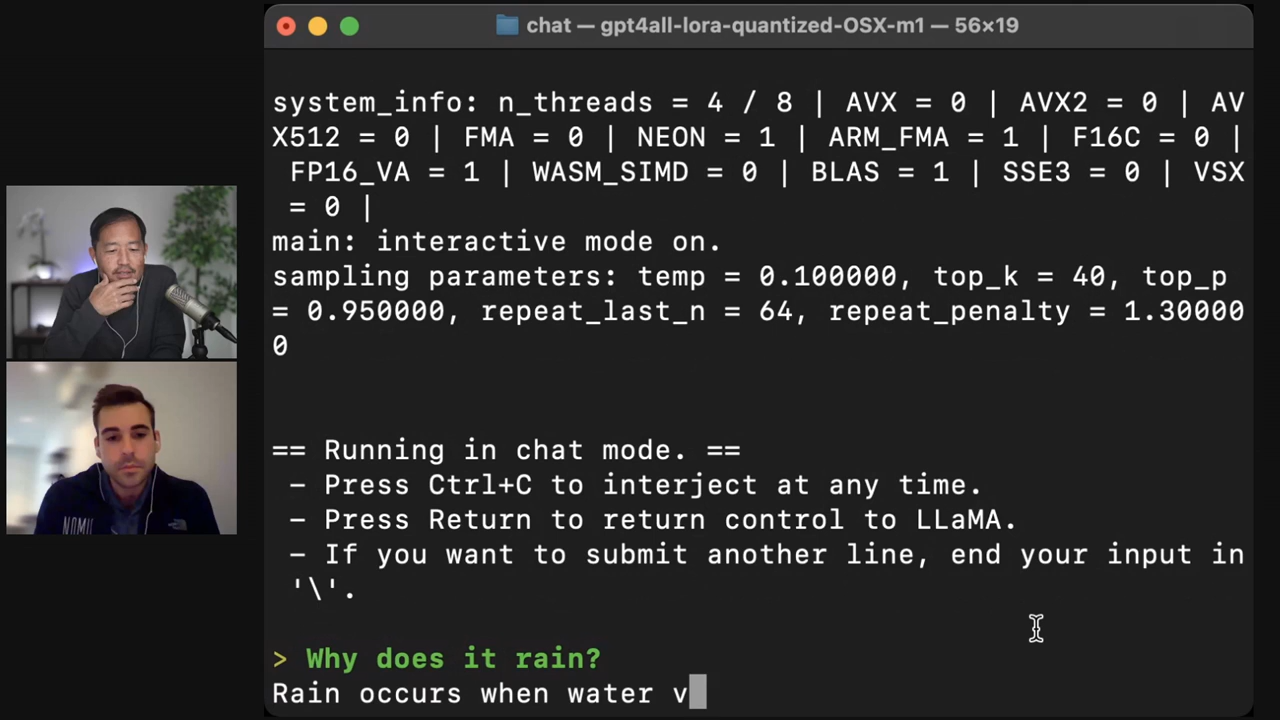 chat — gpt4all-lora-quantized-OSX-m1 — 56×19
system_info: n_threads = 4 / 8 | AVX = 0 | AVX2 = 0 | AV
X512 = 0 | FMA = 0 | NEON = 1 | ARM_FMA = 1 | F16C = 0 |
FP16_VA = 1 | WASM_SIMD = 0 | BLAS = 1 | SSE3 = 0 | VSX
= 0 |
main: interactive mode on.
sampling parameters: temp = 0.100000, top_k = 40, top_p
= 0.950000, repeat_last_n = 64, repeat_penalty = 1.30000
0
== Running in chat mode. ==
- Press Ctrl+C to interject at any time.
- Press Return to return control to LLaMA.
- If you want to submit another line, end your input in
'\'.
> Why does it rain?
Rain occurs when water v
NOMU